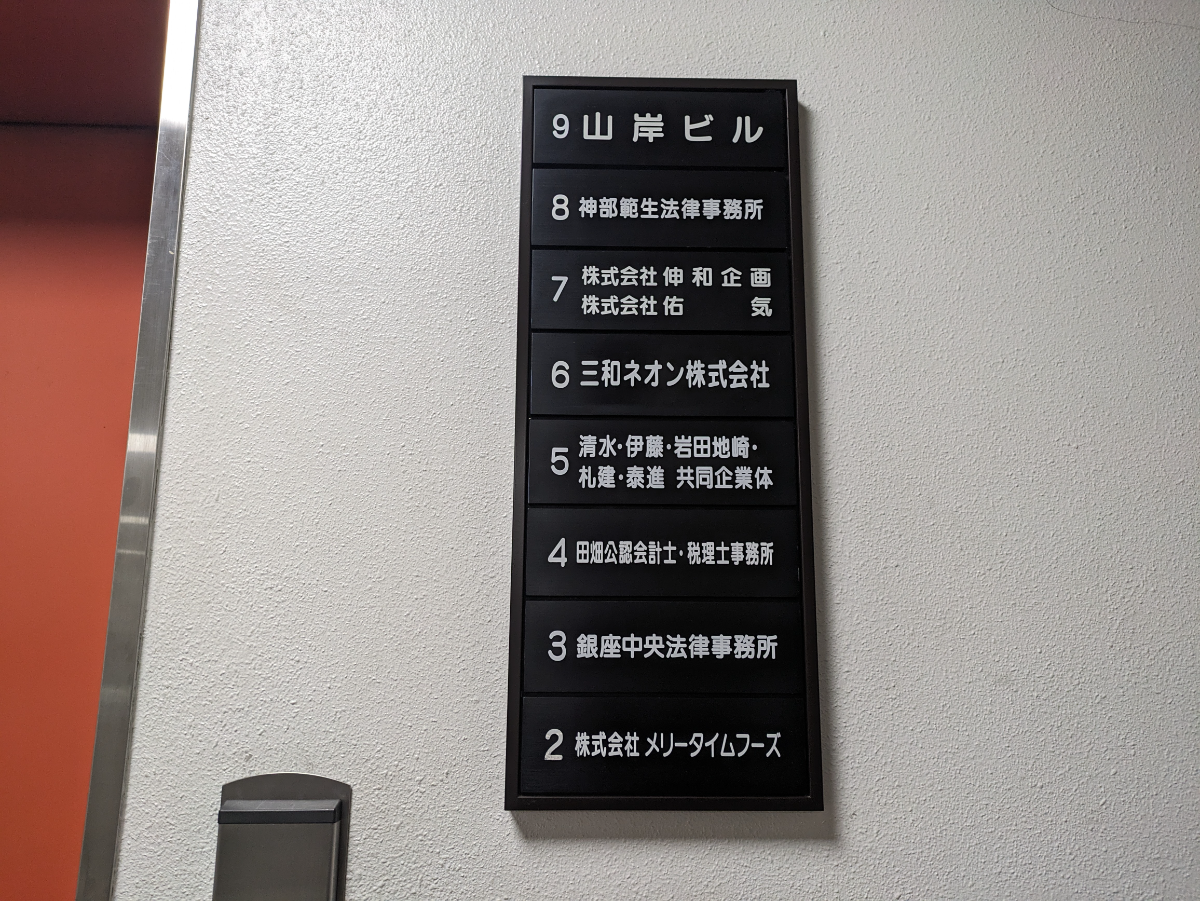 9 山岸ビル
8 神部範生法律事務所
7 株式会社 伸和企画
株式会社 佑気
6 三和ネオン株式会社
5 清水・伊藤・岩田地崎・
札建・泰進 共同企業体
4 田畑公認会計士・税理士事務所
3 銀座中央法律事務所
2 株式会社 メリータイムフーズ